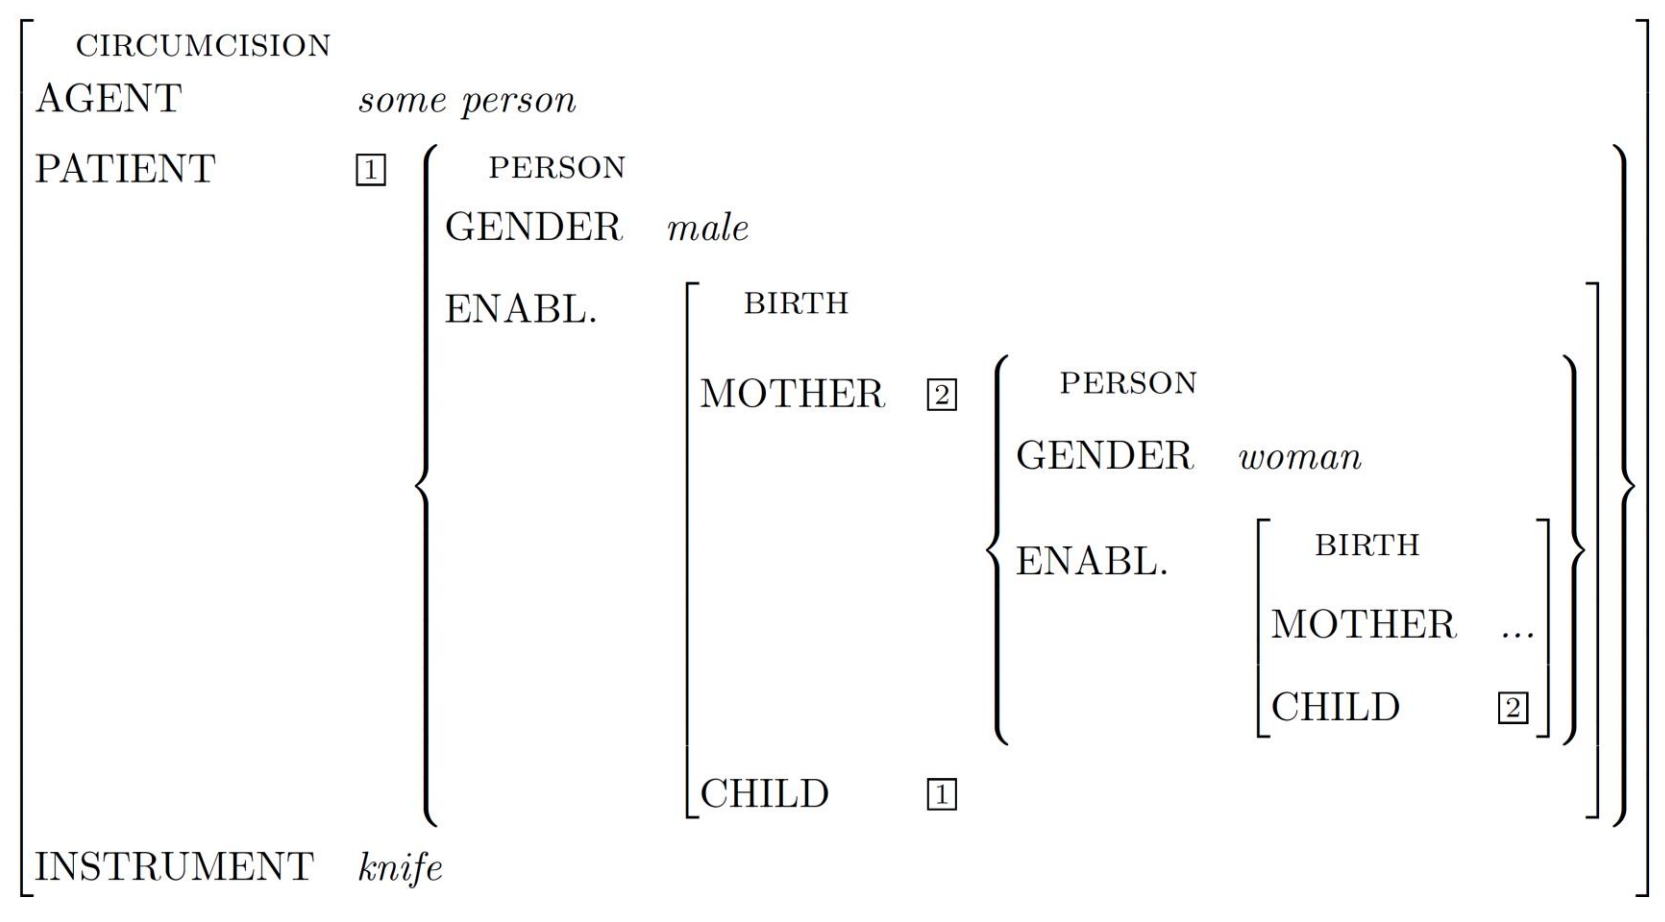 CIRCUMCISION
AGENT some person
PATIENT 1 PERSON
GENDER male
ENABL. BIRTH
MOTHER 2 PERSON
GENDER woman
ENABL. BIRTH
MOTHER ...
CHILD 2
CHILD 1
INSTRUMENT knife